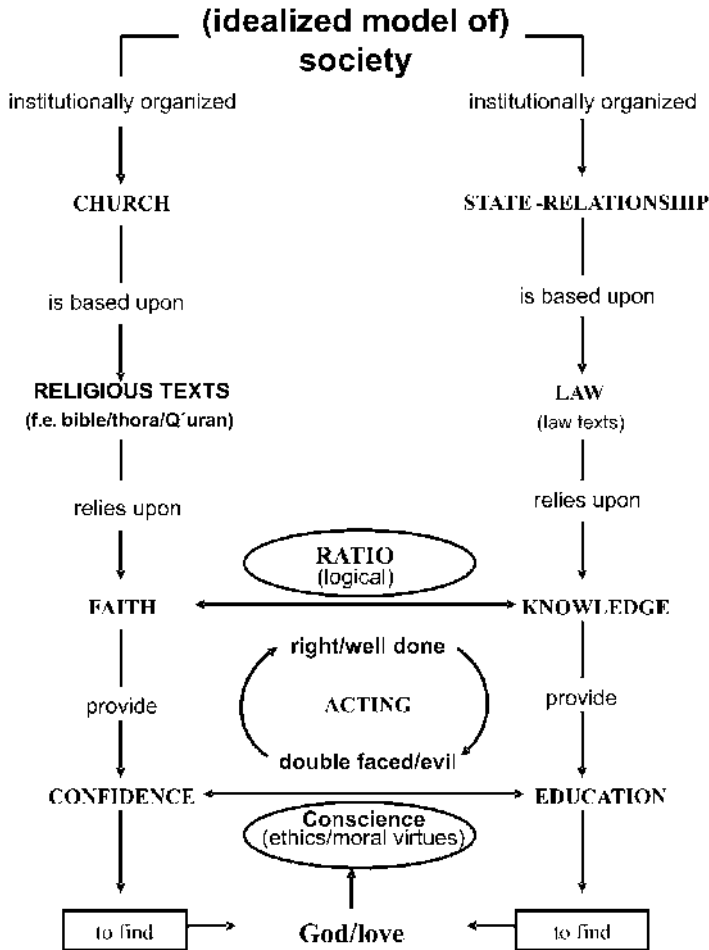 (idealized model of)
society
institutionally organized institutionally organized
CHURCH STATE -RELATIONSHIP
is based upon is based upon
RELIGIOUS TEXTS LAW
(f.e. bible/thora/Q´uran) (law texts)
relies upon relies upon
RATIO
(logical)
FAITH KNOWLEDGE
right/well done
provide ACTING provide
double faced/evil
CONFIDENCE EDUCATION
Conscience
(ethics/moral virtues)
to find God/love to find